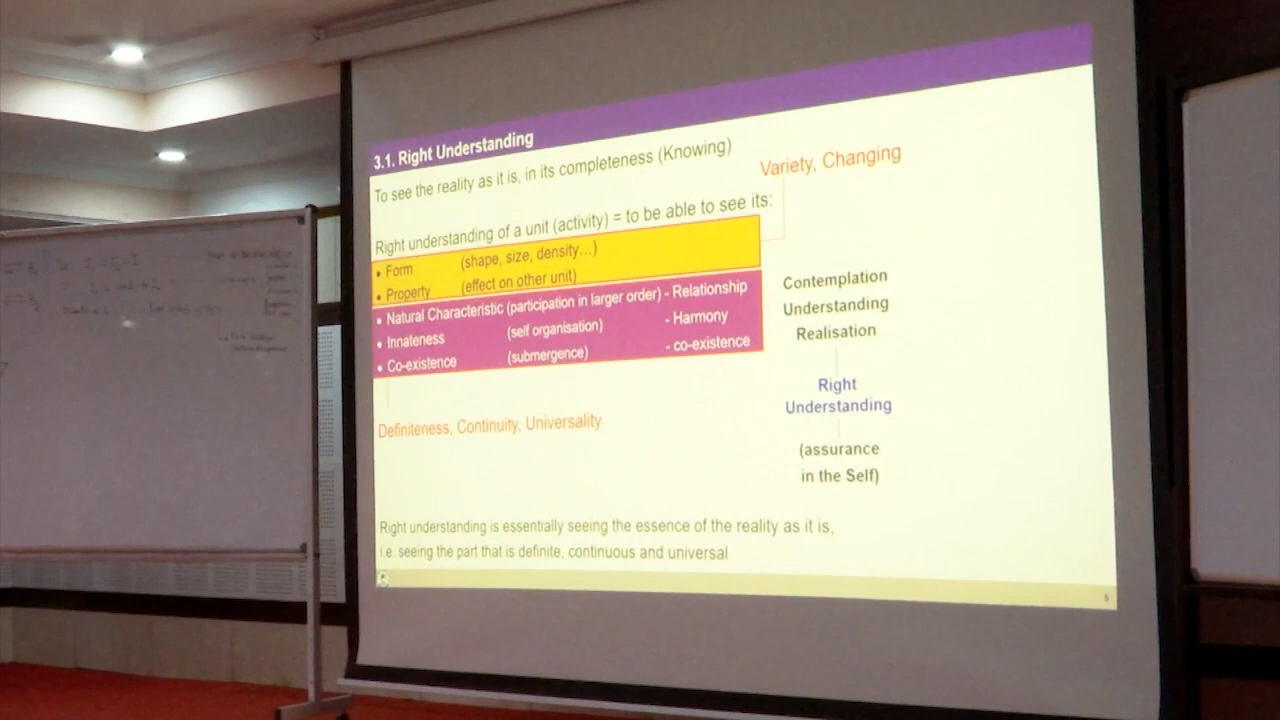 3.1. Right Understanding
To see the reality as it is, in its completeness (Knowing)
Variety, Changing
Right understanding of a unit (activity) = to be able to see its:
• Form (shape, size, density…)
• Property (effect on other unit)
• Natural Characteristic (participation in larger order) - Relationship
• Innateness (self organisation) - Harmony
• Co-existence (submergence) - co-existence
Definiteness, Continuity, Universality
Contemplation
Understanding
Realisation
Right
Understanding
(assurance
in the Self)
Right understanding is essentially seeing the essence of the reality as it is,
i.e. seeing the part that is definite, continuous and universal